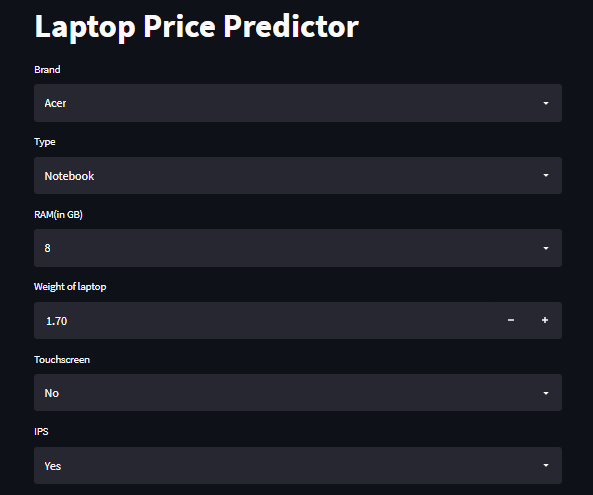 Laptop Price Predictor
Brand
Acer
Type
Notebook
RAM(in GB)
8
Weight of laptop
1.70
Touchscreen
No
IPS
Yes